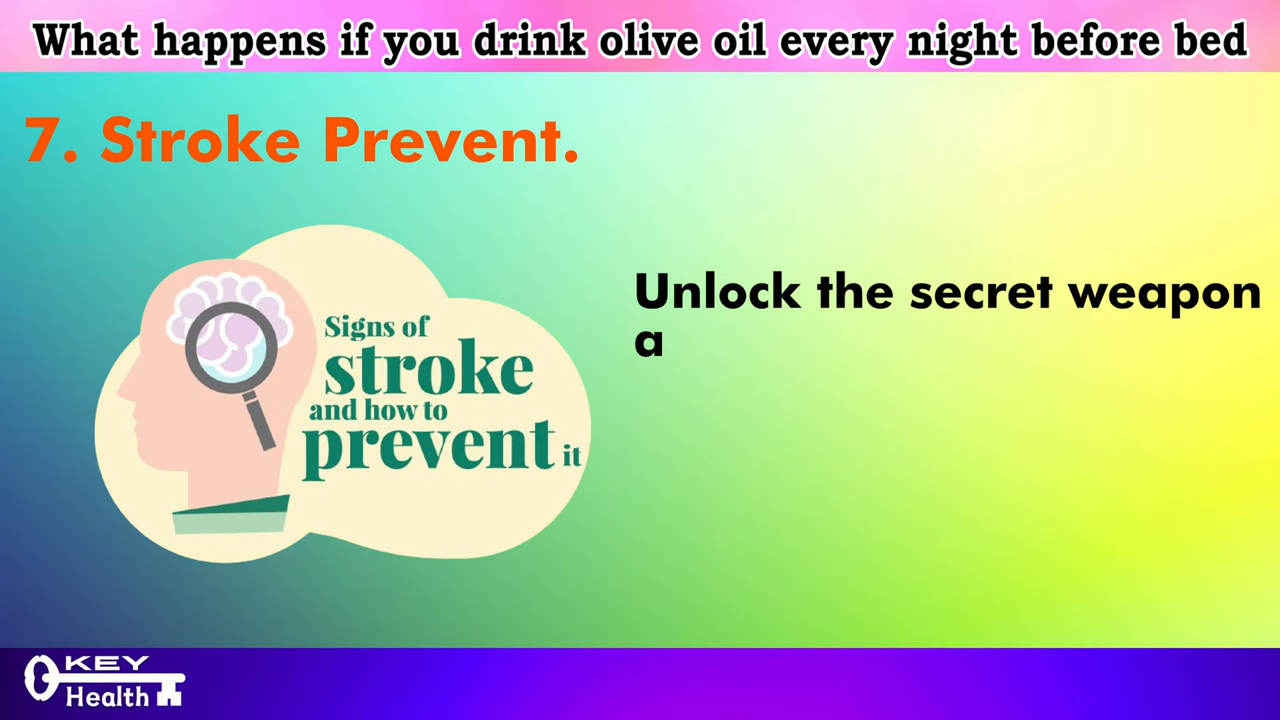 What happens if you drink olive oil every night before bed
7. Stroke Prevent.
Signs of
stroke
and how to
prevent it
Unlock the secret weapon
a
KEY
Health